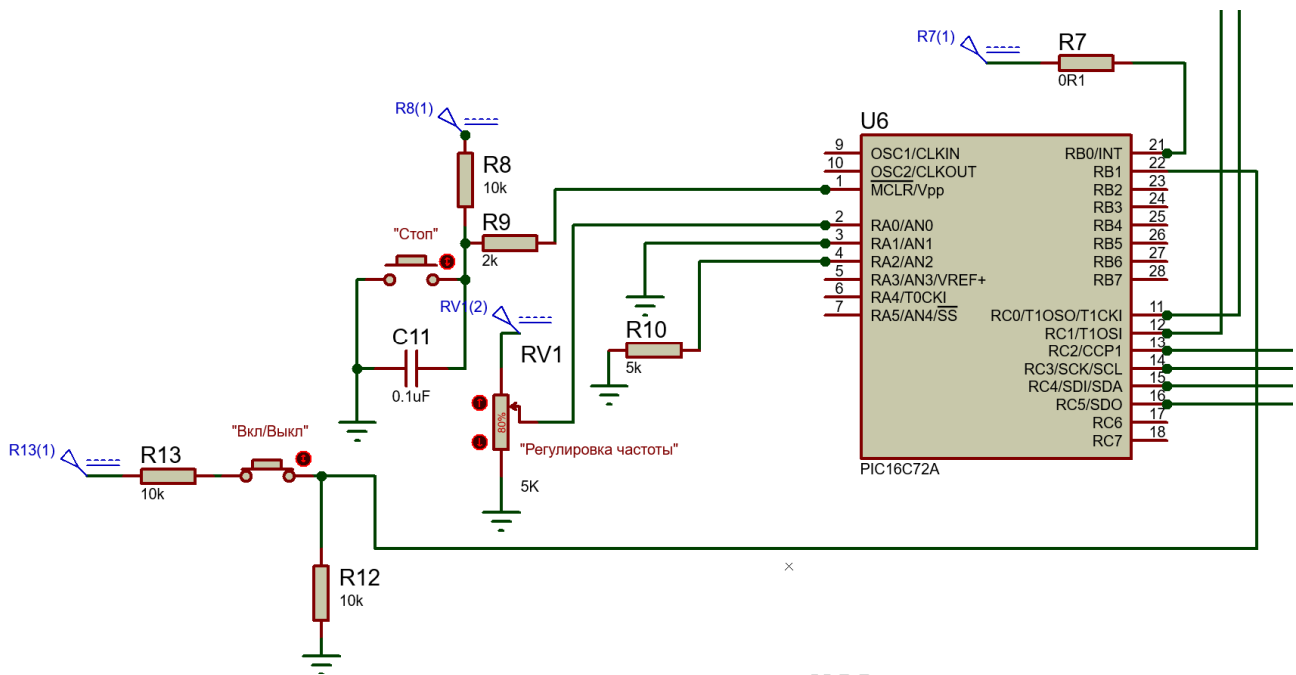 R7(1)
R7
0R1
R8(1)
R8
10k
"Стоп"
R9
2k
C11
0.1uF
RV1(2)
RV1
80%
"Регулировка частоты"
5K
R10
5k
"Вкл/Выкл"
R13(1)
R13
10k
R12
10k
U6
9 OSC1/CLKIN
10 OSC2/CLKOUT
1 MCLR/Vpp
2 RA0/AN0
3 RA1/AN1
4 RA2/AN2
5 RA3/AN3/VREF+
6 RA4/T0CKI
7 RA5/AN4/SS
RB0/INT 21
RB1 22
RB2 23
RB3 24
RB4 25
RB5 26
RB6 27
RB7 28
RC0/T1OSO/T1CKI 11
RC1/T1OSI 12
RC2/CCP1 13
RC3/SCK/SCL 14
RC4/SDI/SDA 15
RC5/SDO 16
RC6 17
RC7 18
PIC16C72A